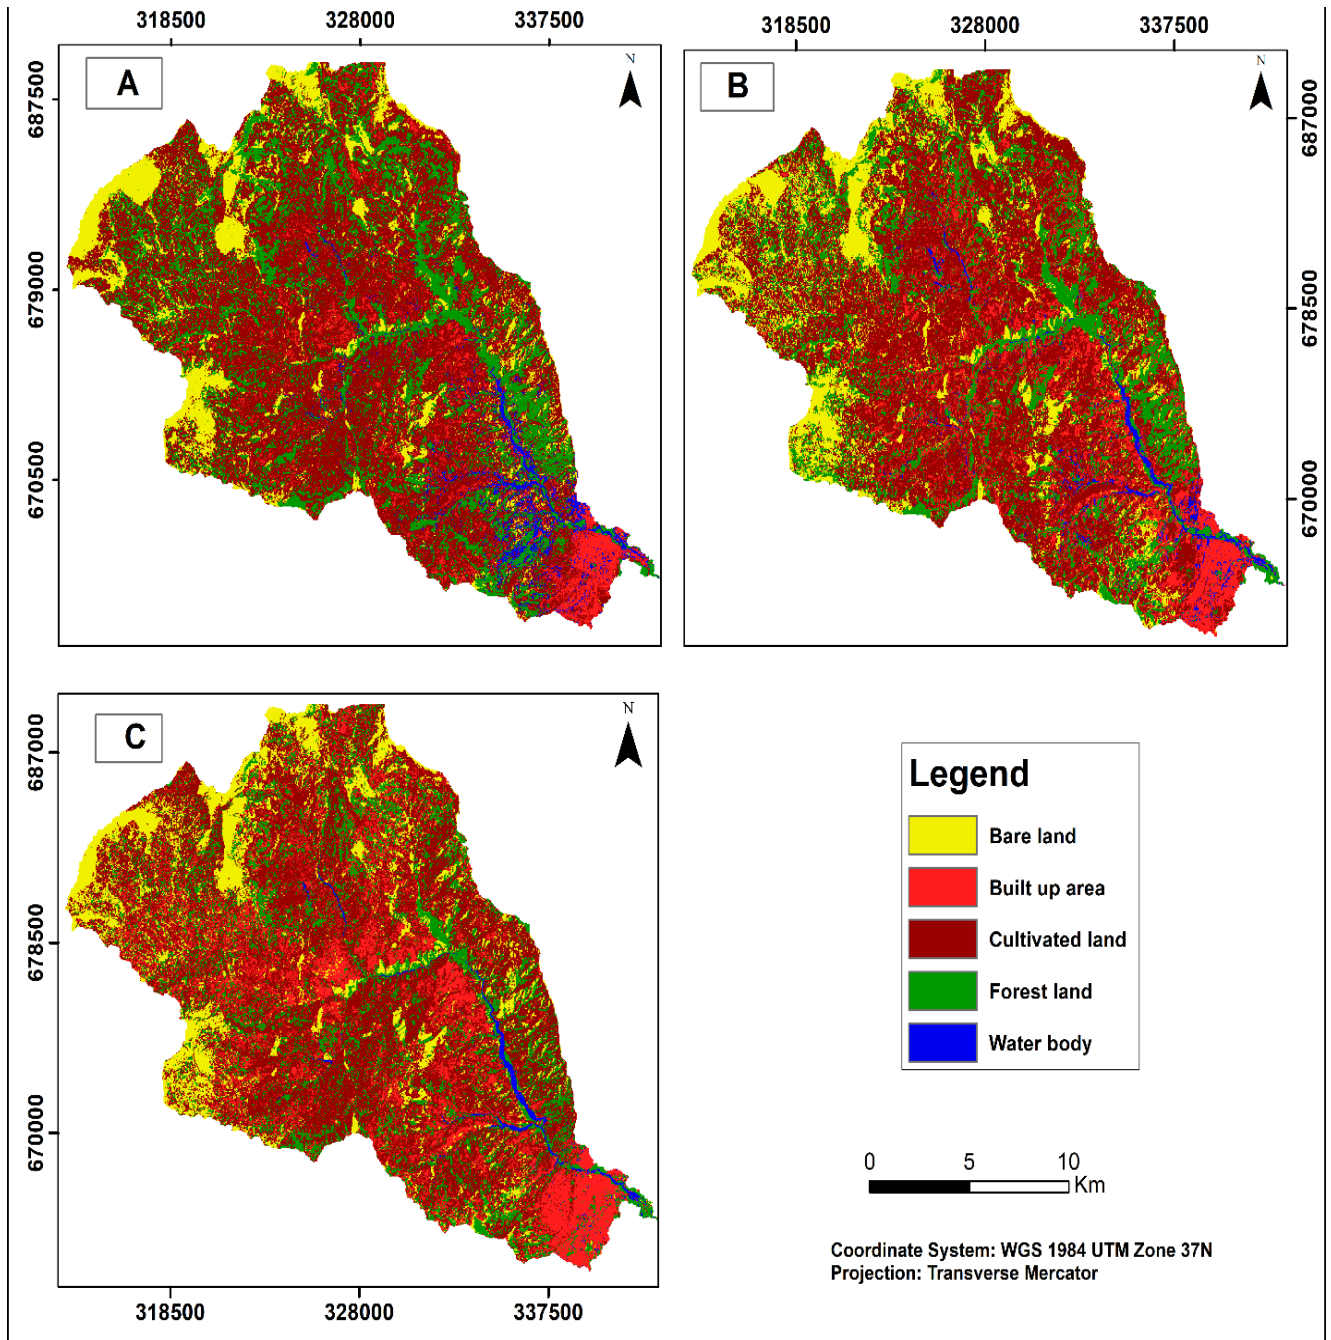 318500
328000
337500
318500
328000
337500
A
N
687500
679000
670500
B
N
687000
678500
670000
C
N
687000
678500
670000
318500
328000
337500
Legend
Bare land
Built up area
Cultivated land
Forest land
Water body
0
5
10
Km
Coordinate System: WGS 1984 UTM Zone 37N
Projection: Transverse Mercator